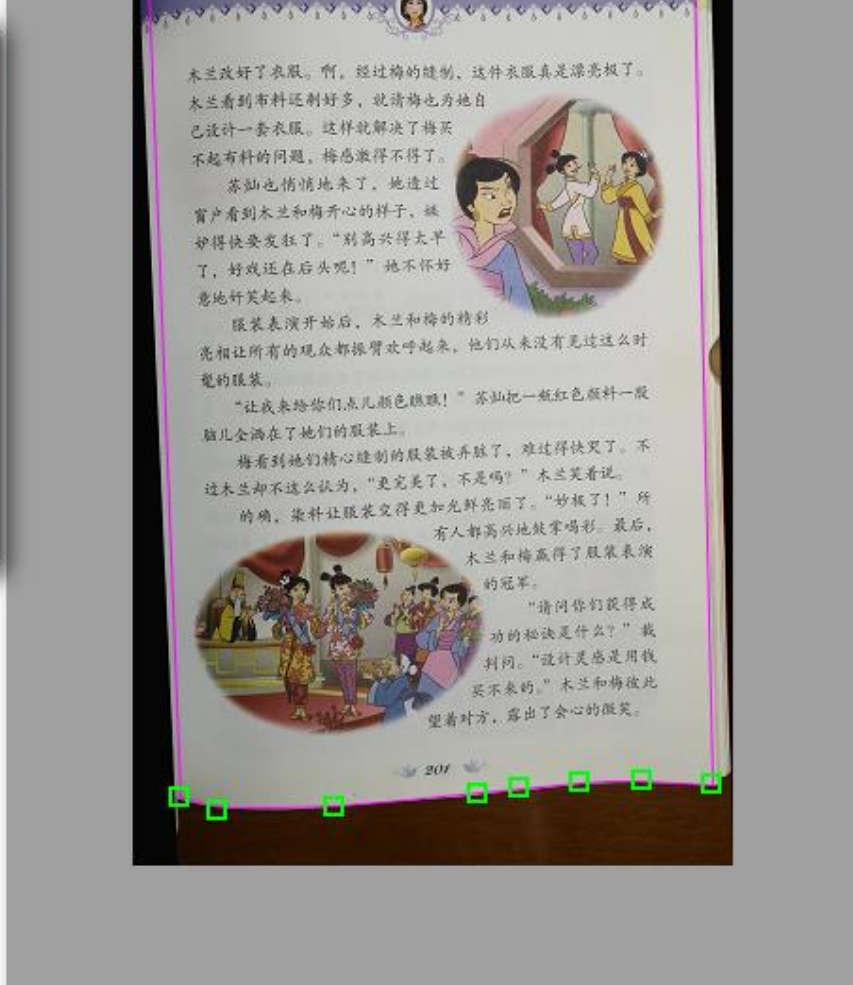 木兰改好了衣服。啊，经过梅的缝制，这件衣服真是漂亮极了。
木兰看到布料还剩好多，就请梅也为她自
己设计一套衣服。这样就解决了梅买
不起布料的问题，梅感激得不得了。
苏灿也悄悄地来了，她透过
窗户看到木兰和梅开心的样子，嫉
妒得快要发狂了。“别高兴得太早
了，好戏还在后头呢！”她不怀好
意地奸笑起来。
服装表演开始后，木兰和梅的精彩
亮相让所有的观众都振臂欢呼起来，他们从来没有见过这么时
髦的服装。
“让我来给你们点儿颜色瞧瞧！”苏灿把一瓶红色颜料一股
脑儿全洒在了她们的服装上。
梅看到她们精心缝制的服装被弄脏了，难过得快哭了。不
过木兰却不这么认为，“更完美了，不是吗？”木兰笑着说。
的确，染料让服装变得更加光鲜亮丽了。“妙极了！”所
有人都高兴地鼓掌喝彩。最后，
木兰和梅赢得了服装表演
的冠军。
“请问你们获得成
功的秘诀是什么？”裁
判问。“设计灵感是用钱
买不来的。”木兰和梅彼此
望着对方，露出了会心的微笑。
201